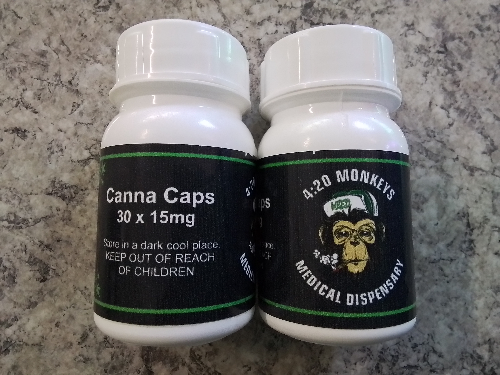 Canna Caps
30 x 15mg
Store in a dark cool place.
KEEP OUT OF REACH
OF CHILDREN
4:20 MONKEYS
MEDICAL DISPENSARY